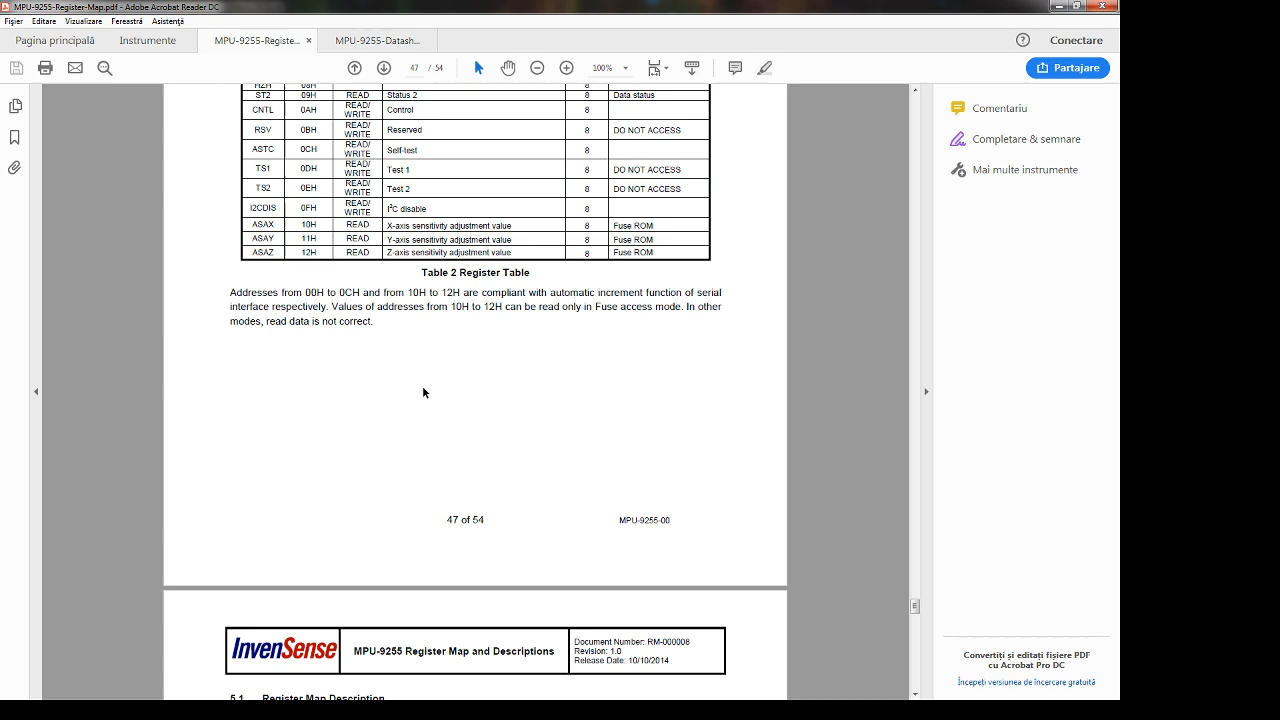 MPU-9255-Register-Map.pdf - Adobe Acrobat Reader DC
Fișier Editare Vizualizare Fereastră Asistență
Pagina principală Instrumente MPU-9255-Registe... × MPU-9255-Datash... Conectare
47 / 54 100% Partajare
HZH 08H 8
ST2 09H READ Status 2 8 Data status
CNTL 0AH READ/ WRITE Control 8
RSV 0BH READ/ WRITE Reserved 8 DO NOT ACCESS
ASTC 0CH READ/ WRITE Self-test 8
TS1 0DH READ/ WRITE Test 1 8 DO NOT ACCESS
TS2 0EH READ/ WRITE Test 2 8 DO NOT ACCESS
I2CDIS 0FH READ/ WRITE I²C disable 8
ASAX 10H READ X-axis sensitivity adjustment value 8 Fuse ROM
ASAY 11H READ Y-axis sensitivity adjustment value 8 Fuse ROM
ASAZ 12H READ Z-axis sensitivity adjustment value 8 Fuse ROM
Table 2 Register Table
Addresses from 00H to 0CH and from 10H to 12H are compliant with automatic increment function of serial
interface respectively. Values of addresses from 10H to 12H can be read only in Fuse access mode. In other
modes, read data is not correct.
47 of 54 MPU-9255-00
InvenSense MPU-9255 Register Map and Descriptions
Document Number: RM-000008
Revision: 1.0
Release Date: 10/10/2014
5.1 Register Map Description
Comentariu
Completare & semnare
Mai multe instrumente
Convertiți și editați fișiere PDF
cu Acrobat Pro DC
Începeți versiunea de încercare gratuită